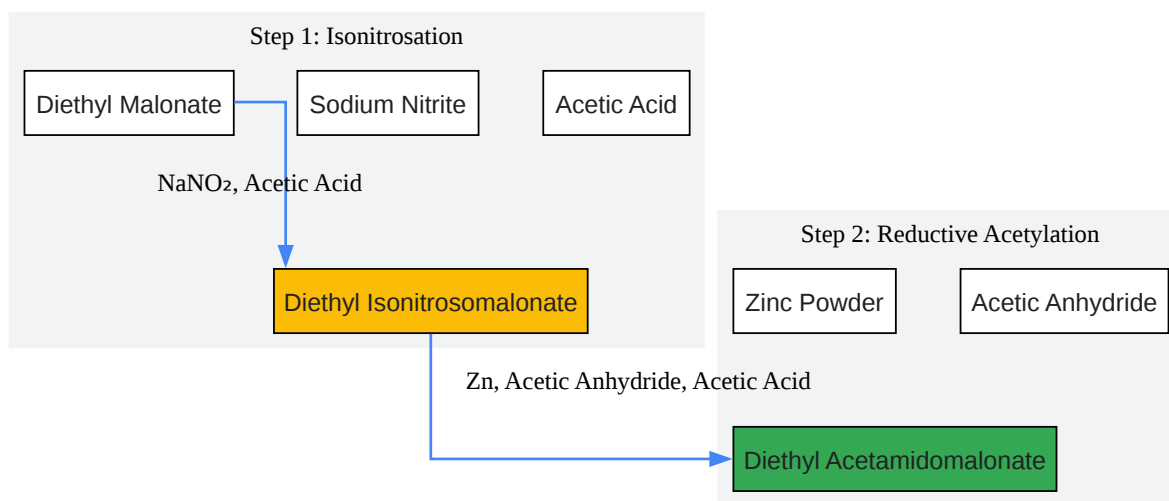 Step 1: Isonitrosation
Diethyl Malonate
Sodium Nitrite
Acetic Acid
NaNO₂, Acetic Acid
Diethyl Isonitrosomalonate
Step 2: Reductive Acetylation
Zinc Powder
Acetic Anhydride
Zn, Acetic Anhydride, Acetic Acid
Diethyl Acetamidomalonate